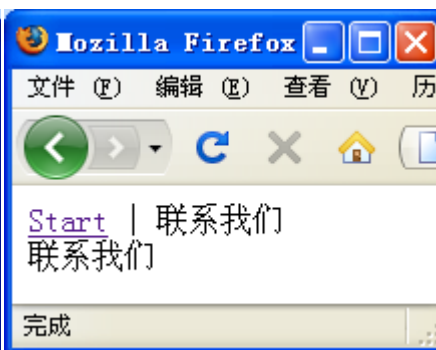 Mozilla Firefox
文件 (F) 编辑 (E) 查看 (V) 历
Start | 联系我们
联系我们
完成